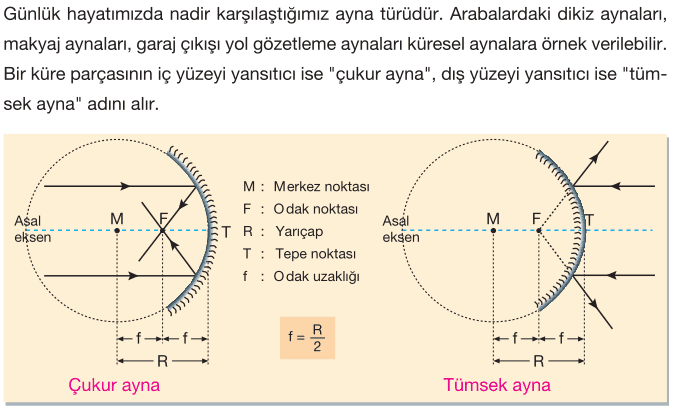 Günlük hayatımızda nadir karşılaştığımız ayna türüdür. Arabalardaki dikiz aynaları,
makyaj aynaları, garaj çıkışı yol gözetleme aynaları küresel aynalara örnek verilebilir.
Bir küre parçasının iç yüzeyi yansıtıcı ise "çukur ayna", dış yüzeyi yansıtıcı ise "tüm-
sek ayna" adını alır.
Asal
eksen
M
F
T
f
f
R
Çukur ayna
M : Merkez noktası
F : Odak noktası
R : Yarıçap
T : Tepe noktası
f : Odak uzaklığı
f = R/2
Asal
eksen
M
F
T
f
f
R
Tümsek ayna